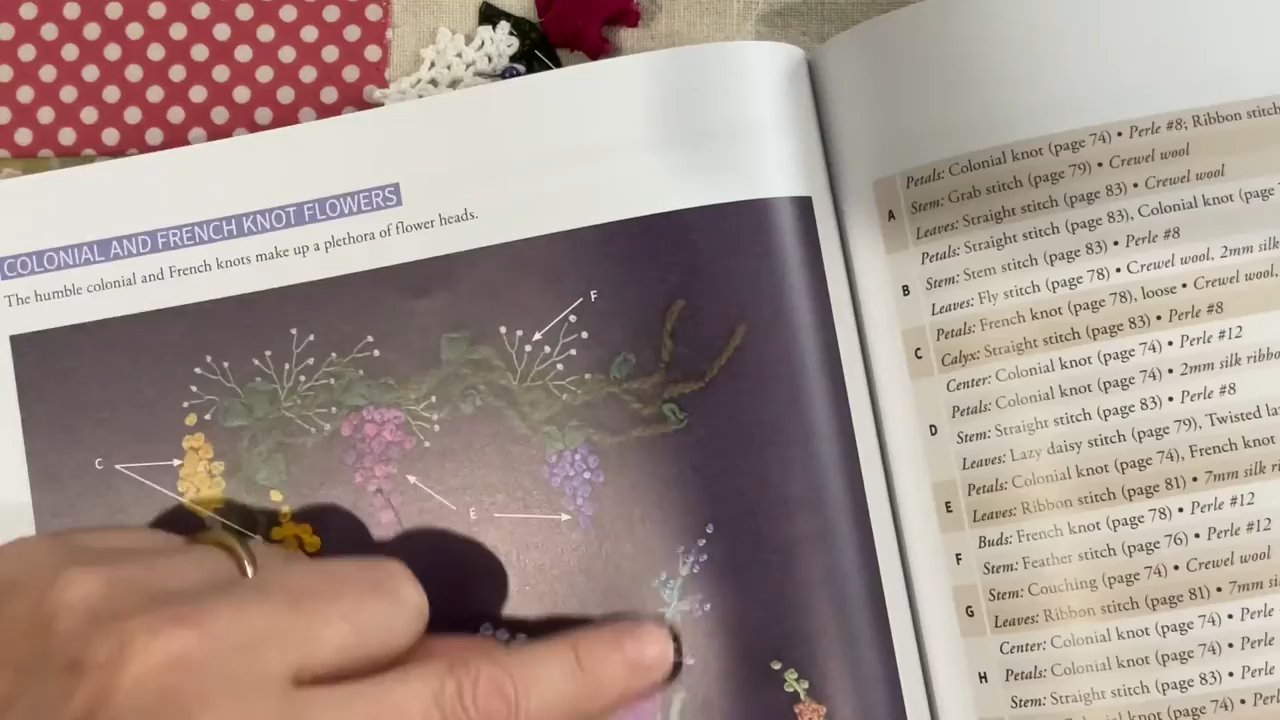 COLONIAL AND FRENCH KNOT FLOWERS
The humble colonial and French knots make up a plethora of flower heads.
F
C
E
A
Petals: Colonial knot (page 74) • Perle #8; Ribbon stitch
Stem: Grab stitch (page 79) • Crewel wool
Leaves: Straight stitch (page 83) • Crewel wool
B
Petals: Straight stitch (page 83), Colonial knot (page
Stem: Stem stitch (page 83) • Perle #8
Leaves: Fly stitch (page 78) • Crewel wool, 2mm silk
C
Petals: French knot (page 78), loose • Crewel wool,
Calyx: Straight stitch (page 83) • Perle #8
D
Center: Colonial knot (page 74) • Perle #12
Petals: Colonial knot (page 74) • 2mm silk ribbo
Stem: Straight stitch (page 83) • Perle #8
Leaves: Lazy daisy stitch (page 79), Twisted la
E
Petals: Colonial knot (page 74), French knot
Leaves: Ribbon stitch (page 81) • 7mm silk ri
F
Buds: French knot (page 78) • Perle #12
Stem: Feather stitch (page 76) • Perle #12
G
Stem: Couching (page 74) • Crewel wool
Leaves: Ribbon stitch (page 81) • 7mm si
H
Center: Colonial knot (page 74) • Perle
Petals: Colonial knot (page 74) • Perle
Stem: Straight stitch (page 83) • Perle
Colonial knot (page 74) • Perl